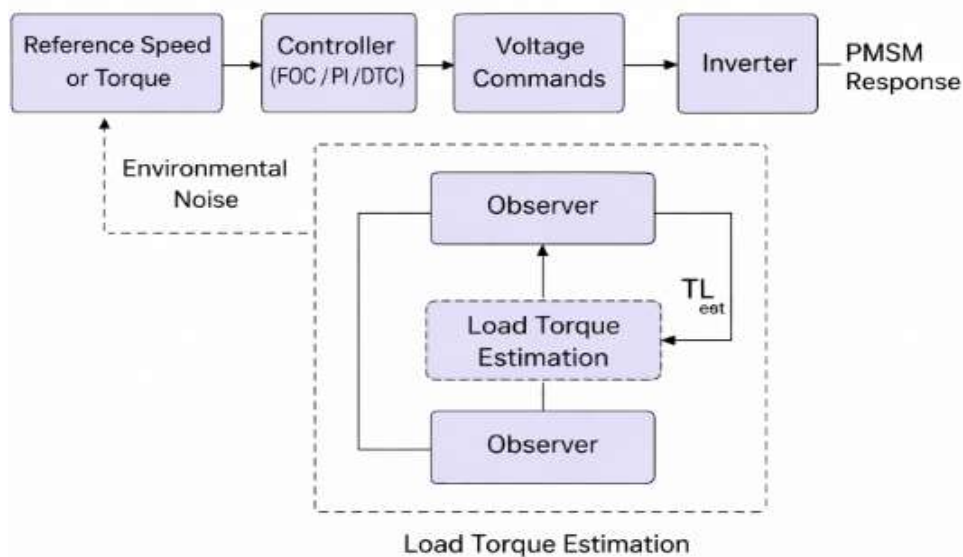 Reference Speed
or Torque
Controller
(FOC / PI / DTC)
Voltage
Commands
Inverter
PMSM
Response
Environmental
Noise
Observer
TL
est
Load Torque
Estimation
Observer
Load Torque Estimation